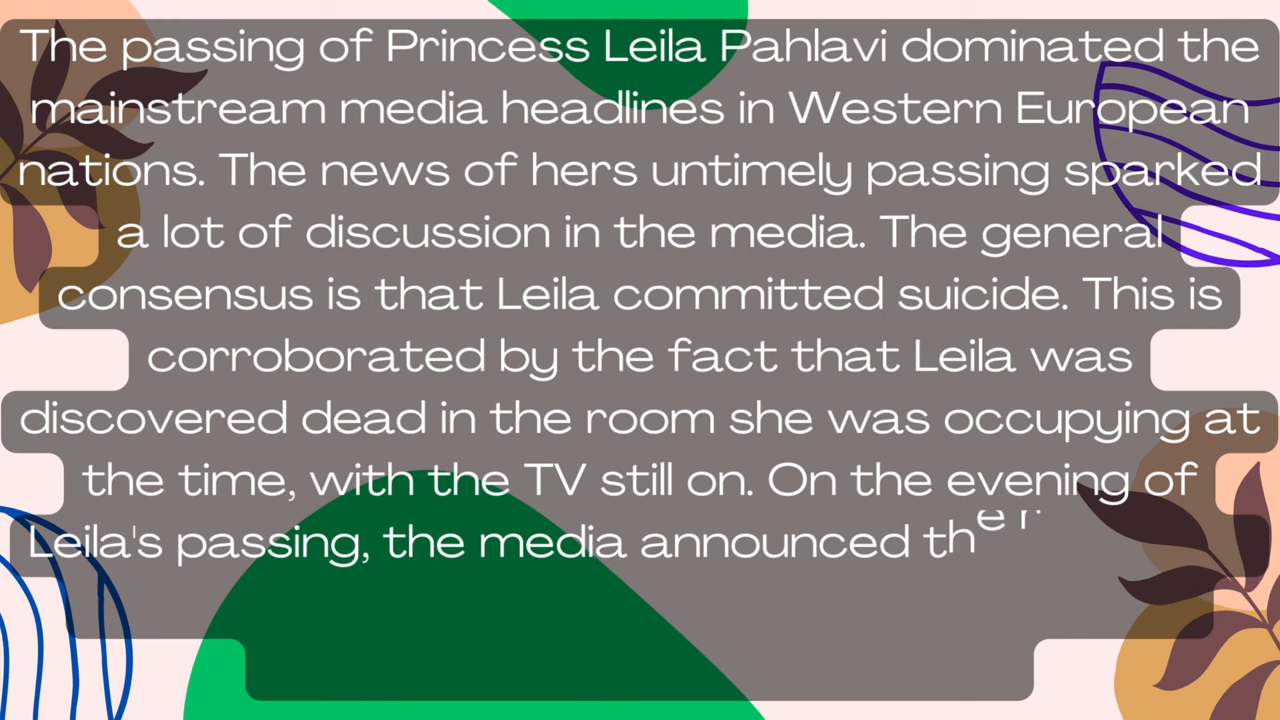 The passing of Princess Leila Pahlavi dominated the
mainstream media headlines in Western European
nations. The news of hers untimely passing sparked
a lot of discussion in the media. The general
consensus is that Leila committed suicide. This is
corroborated by the fact that Leila was
discovered dead in the room she was occupying at
the time, with the TV still on. On the evening of
Leila's passing, the media announced the